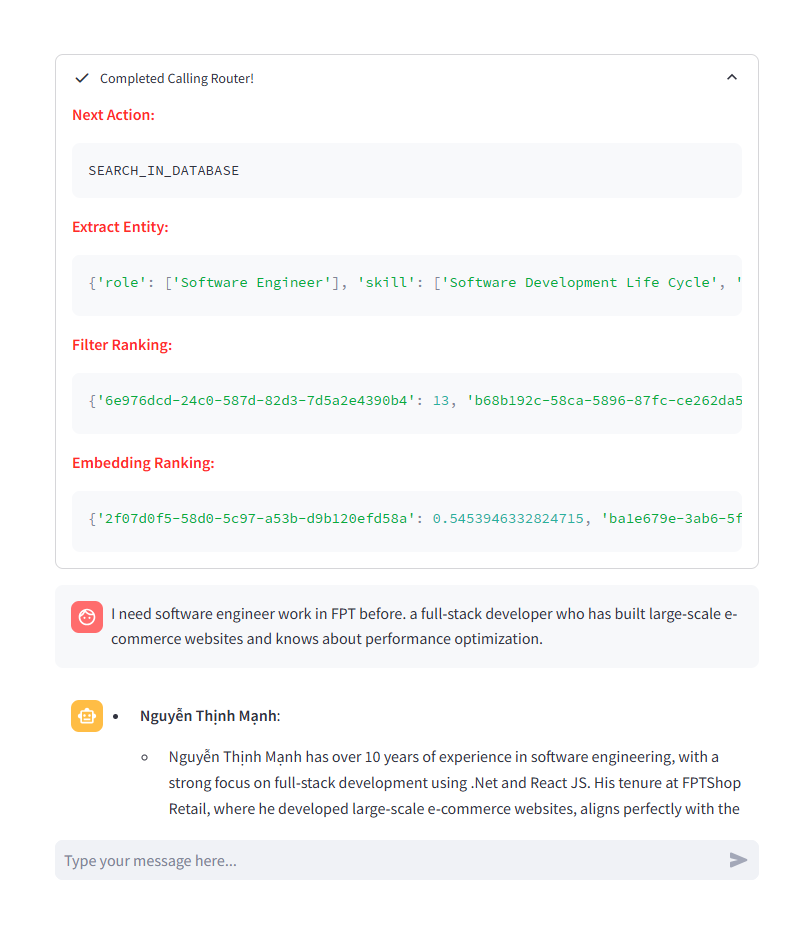 Completed Calling Router!
Next Action:
SEARCH_IN_DATABASE
Extract Entity:
{'role': ['Software Engineer'], 'skill': ['Software Development Life Cycle', '
Filter Ranking:
{'6e976dcd-24c0-587d-82d3-7d5a2e4390b4': 13, 'b68b192c-58ca-5896-87fc-ce262da5
Embedding Ranking:
{'2f07d0f5-58d0-5c97-a53b-d9b120efd58a': 0.5453946332824715, 'ba1e679e-3ab6-5f
I need software engineer work in FPT before. a full-stack developer who has built large-scale e-
commerce websites and knows about performance optimization.
• Nguyễn Thịnh Mạnh:
◦ Nguyễn Thịnh Mạnh has over 10 years of experience in software engineering, with a
strong focus on full-stack development using .Net and React JS. His tenure at FPTShop
Retail, where he developed large-scale e-commerce websites, aligns perfectly with the
Type your message here...